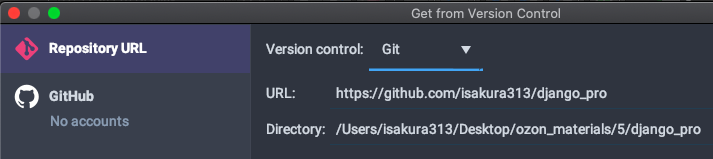 Get from Version Control
Repository URL
Version control: Git
GitHub
No accounts
URL: https://github.com/isakura313/django_pro
Directory: /Users/isakura313/Desktop/ozon_materials/5/django_pro